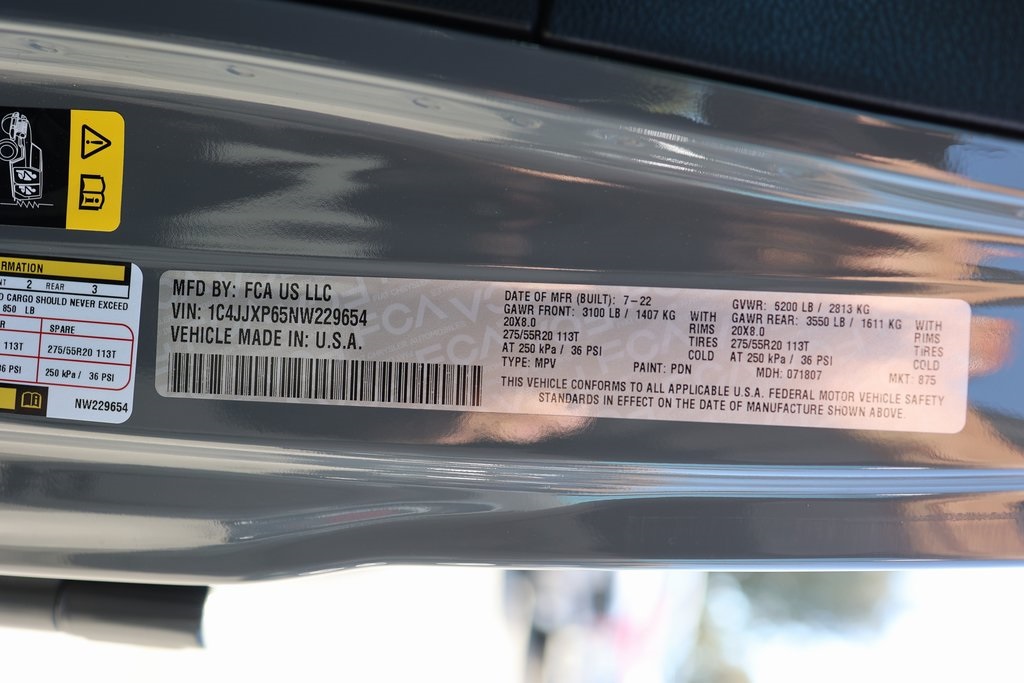 RMATION
NT 2 REAR 3
D CARGO SHOULD NEVER EXCEED
850 LB
SPARE
113T 275/55R20 113T
36 PSI 250 kPa / 36 PSI
NW229654
MFD BY: FCA US LLC
VIN: 1C4JJXP65NW229654
VEHICLE MADE IN: U.S.A.
DATE OF MFR (BUILT): 7-22
GAWR FRONT: 3100 LB / 1407 KG WITH
20X8.0 RIMS
275/55R20 113T TIRES
AT 250 kPa / 36 PSI COLD
TYPE: MPV PAINT: PDN
GVWR: 6200 LB / 2813 KG
GAWR REAR: 3550 LB / 1611 KG WITH
20X8.0 RIMS
275/55R20 113T TIRES
AT 250 kPa / 36 PSI COLD
MDH: 071807 MKT: 875
THIS VEHICLE CONFORMS TO ALL APPLICABLE U.S.A. FEDERAL MOTOR VEHICLE SAFETY
STANDARDS IN EFFECT ON THE DATE OF MANUFACTURE SHOWN ABOVE.